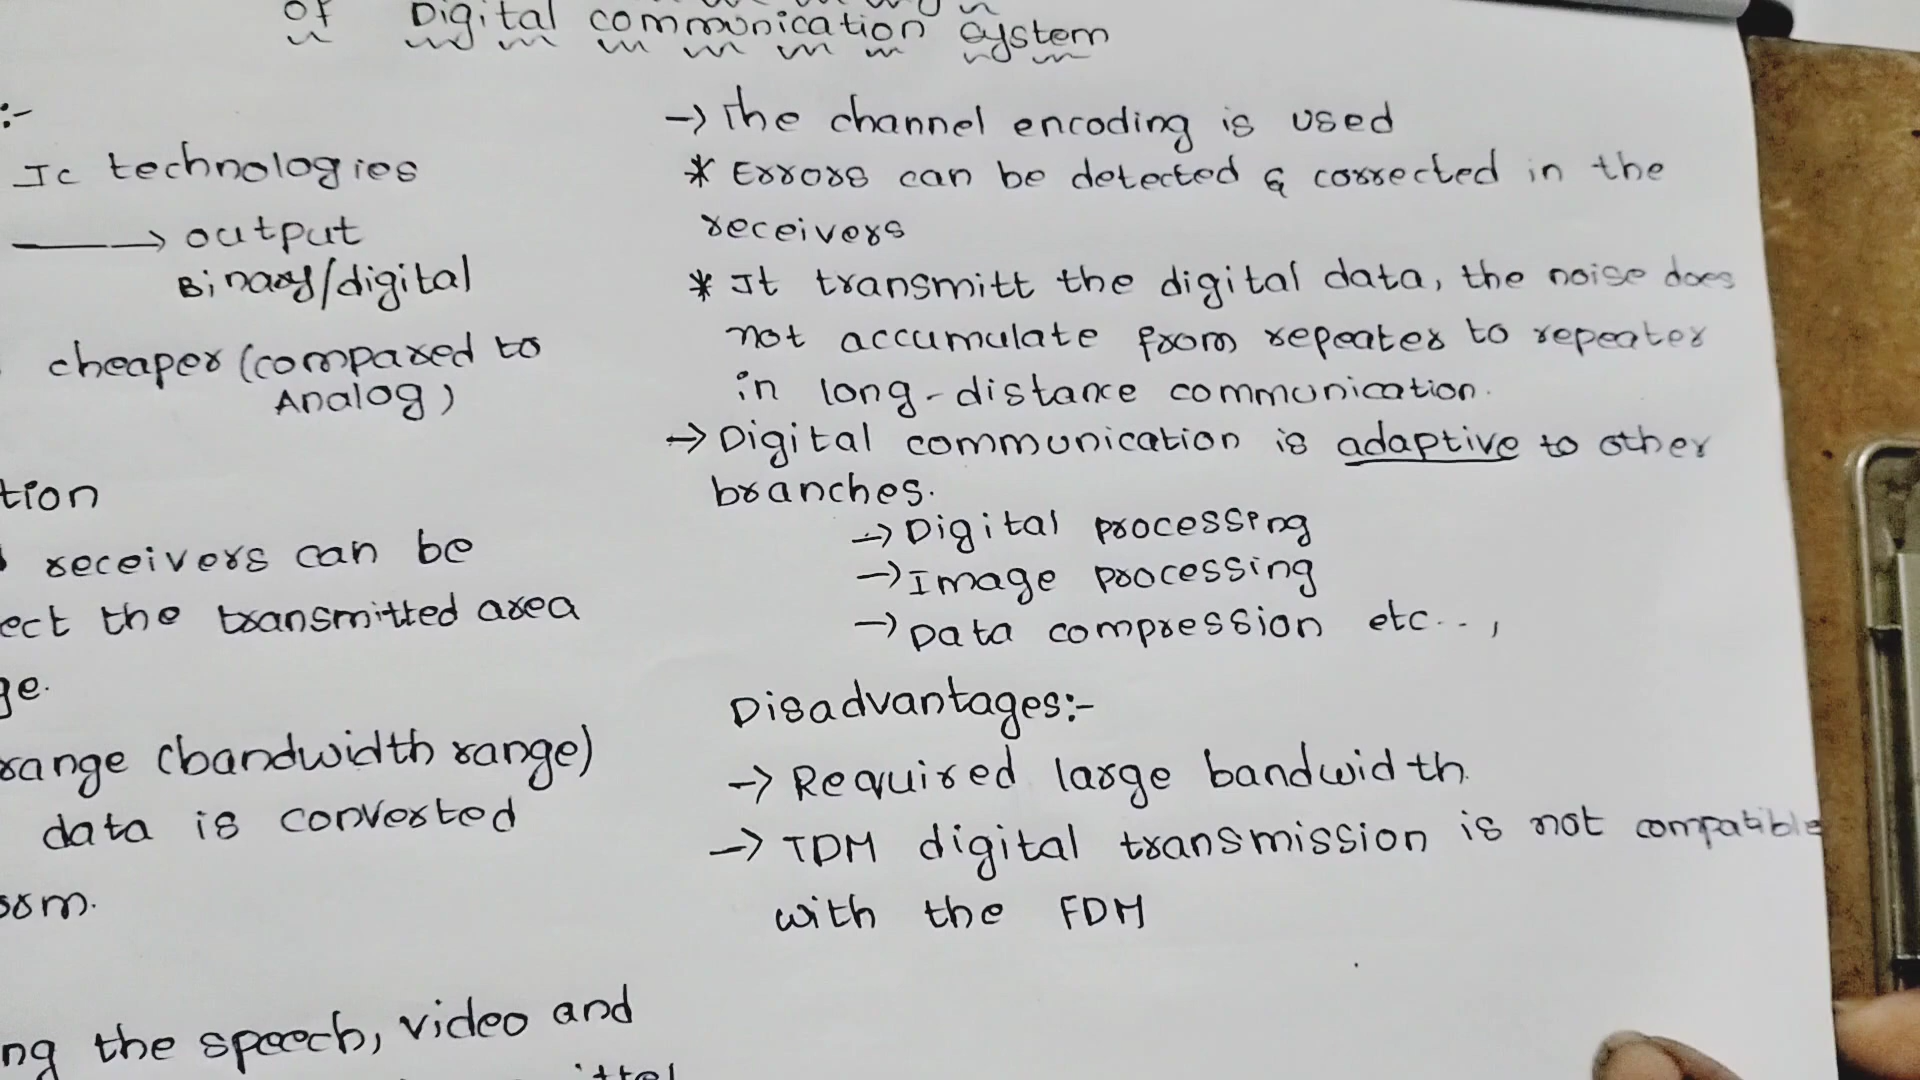 of Digital communication system
:-
Ic technologies
⟶ output
Binary/digital
cheaper (compared to
Analog)
tion
receivers can be
ect the transmitted area
ge.
range (bandwidth range)
data is converted
orm.
ng the speech, video and
→ The channel encoding is used
* Errors can be detected & corrected in the
receivers
* It transmitt the digital data, the noise does
not accumulate from repeater to repeater
in long-distance communication.
→ Digital communication is adaptive to other
branches.
→ Digital processing
→ Image processing
→ Data compression etc..,
Disadvantages:-
→ Required large bandwidth.
→ TDM digital transmission is not compatible
with the FDM